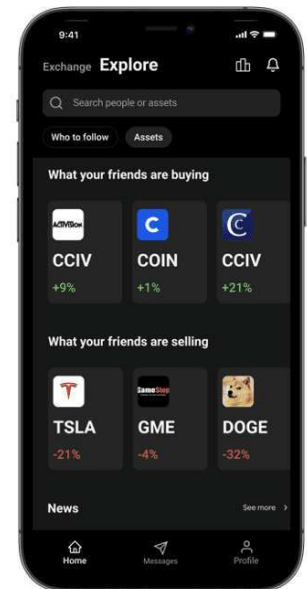 9:41
Exchange Explore
Search people or assets
Who to follow Assets
What your friends are buying
ACTIVISION C C
CCIV COIN CCIV
+9% +1% +21%
What your friends are selling
GameStop
TSLA GME DOGE
-21% -4% -32%
News See more >
Home Messages Profile